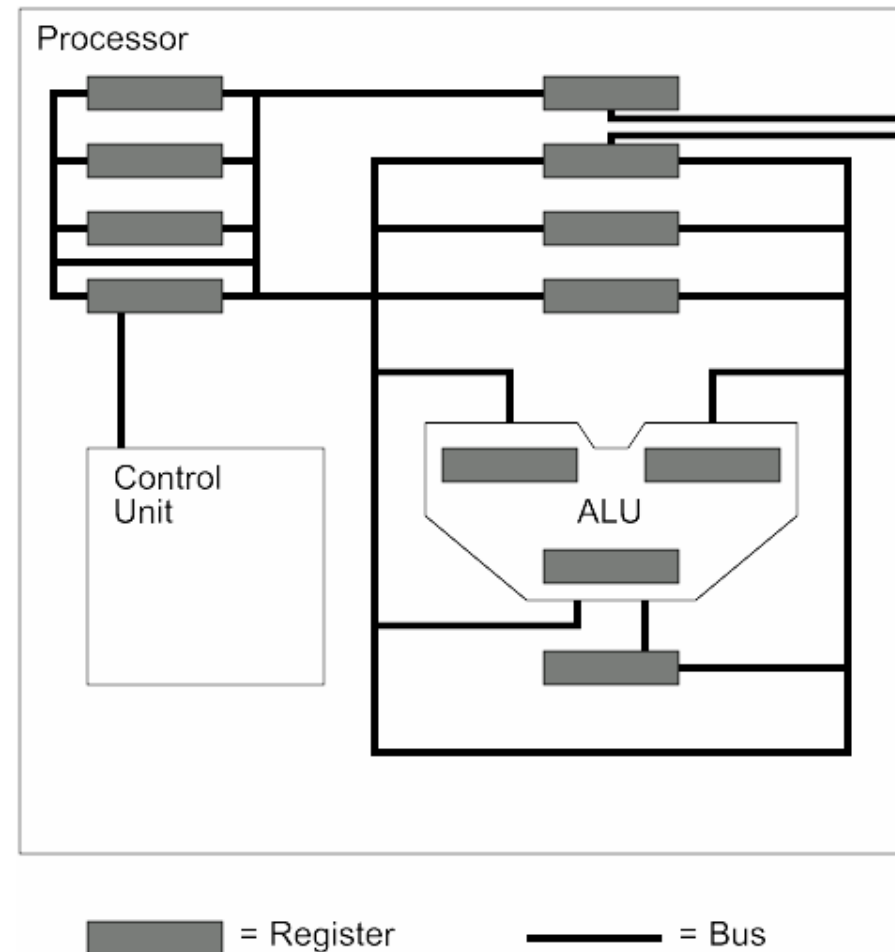 Processor
Control
Unit
ALU
= Register
= Bus